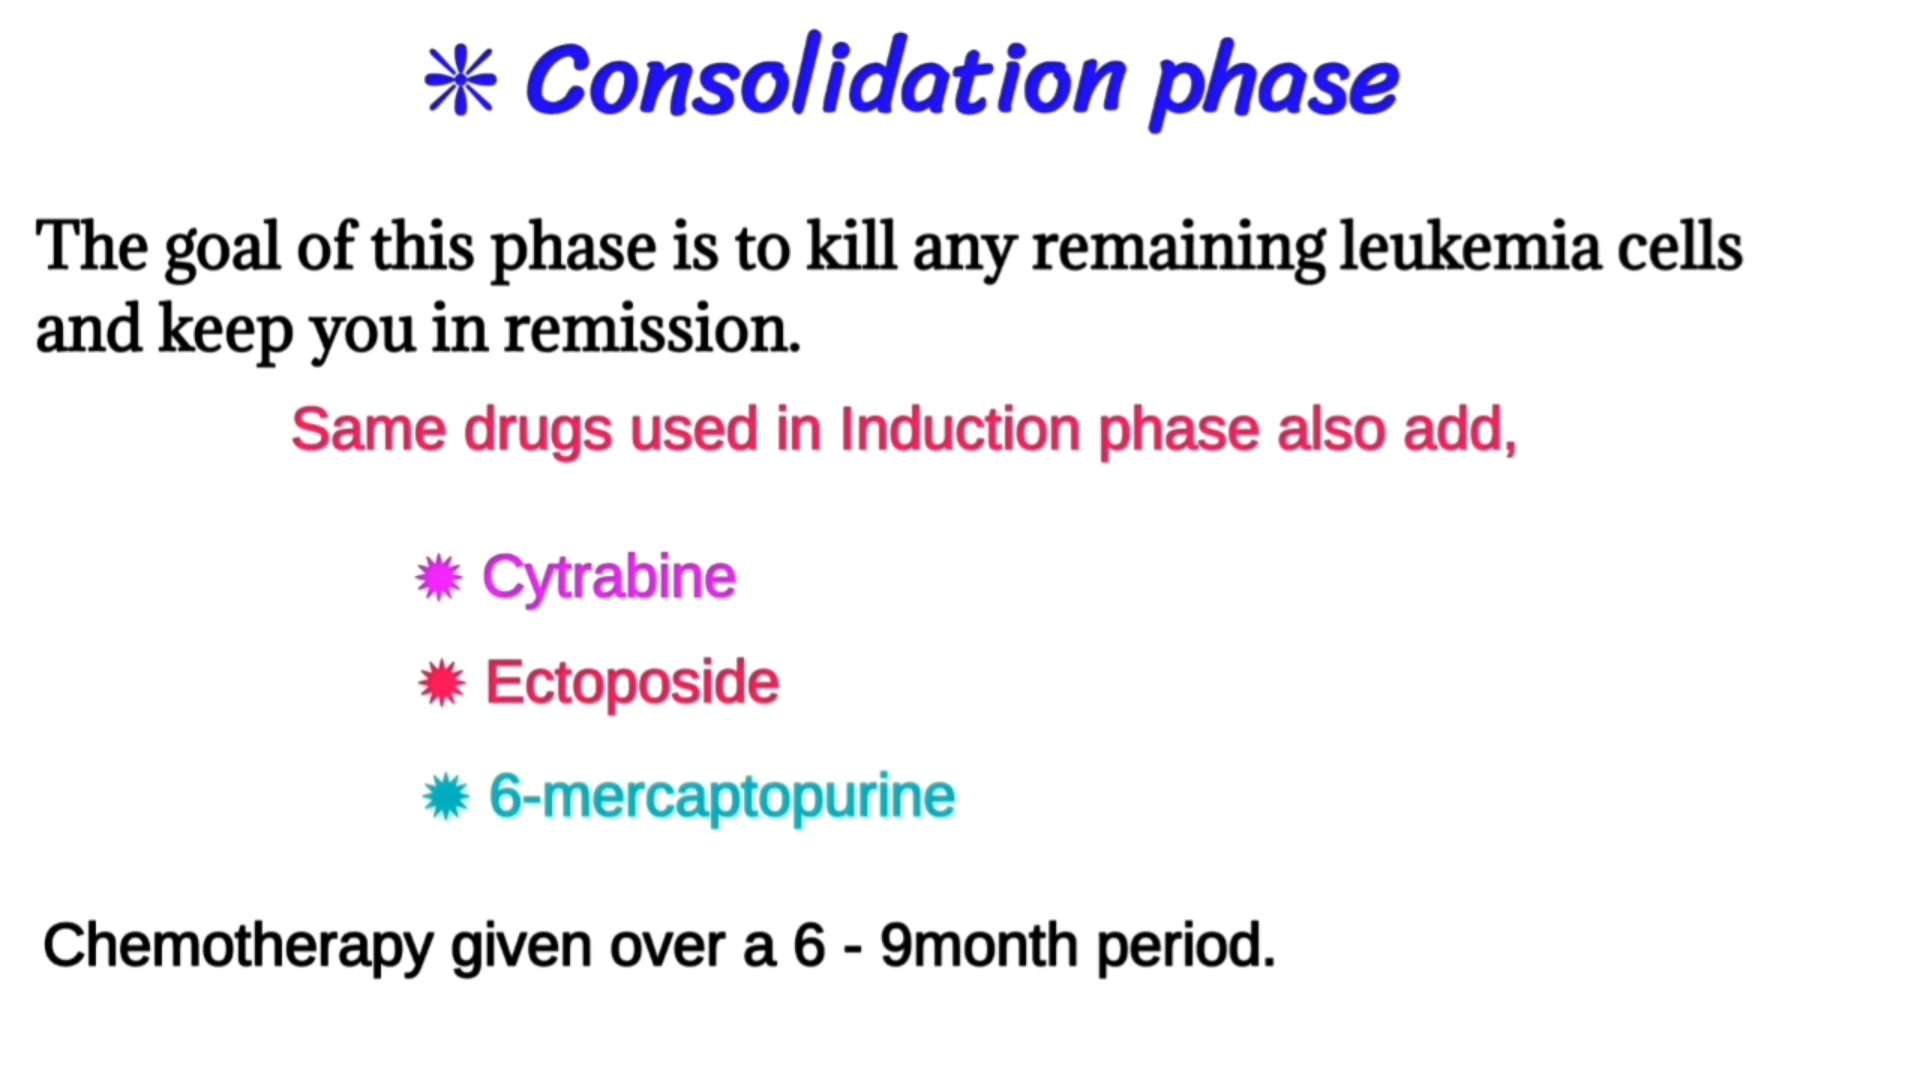 Consolidation phase
The goal of this phase is to kill any remaining leukemia cells
and keep you in remission.
Same drugs used in Induction phase also add,
Cytrabine
Ectoposide
6-mercaptopurine
Chemotherapy given over a 6 - 9month period.